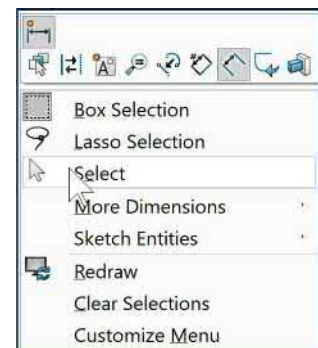 Box Selection
Lasso Selection
Select
More Dimensions
Sketch Entities
Redraw
Clear Selections
Customize Menu